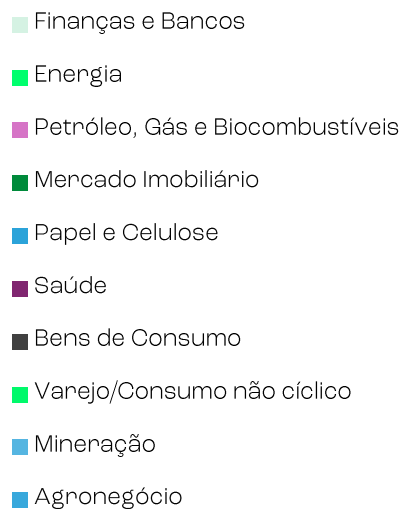 Finanças e Bancos
Energia
Petróleo, Gás e Biocombustíveis
Mercado Imobiliário
Papel e Celulose
Saúde
Bens de Consumo
Varejo/Consumo não cíclico
Mineração
Agronegócio